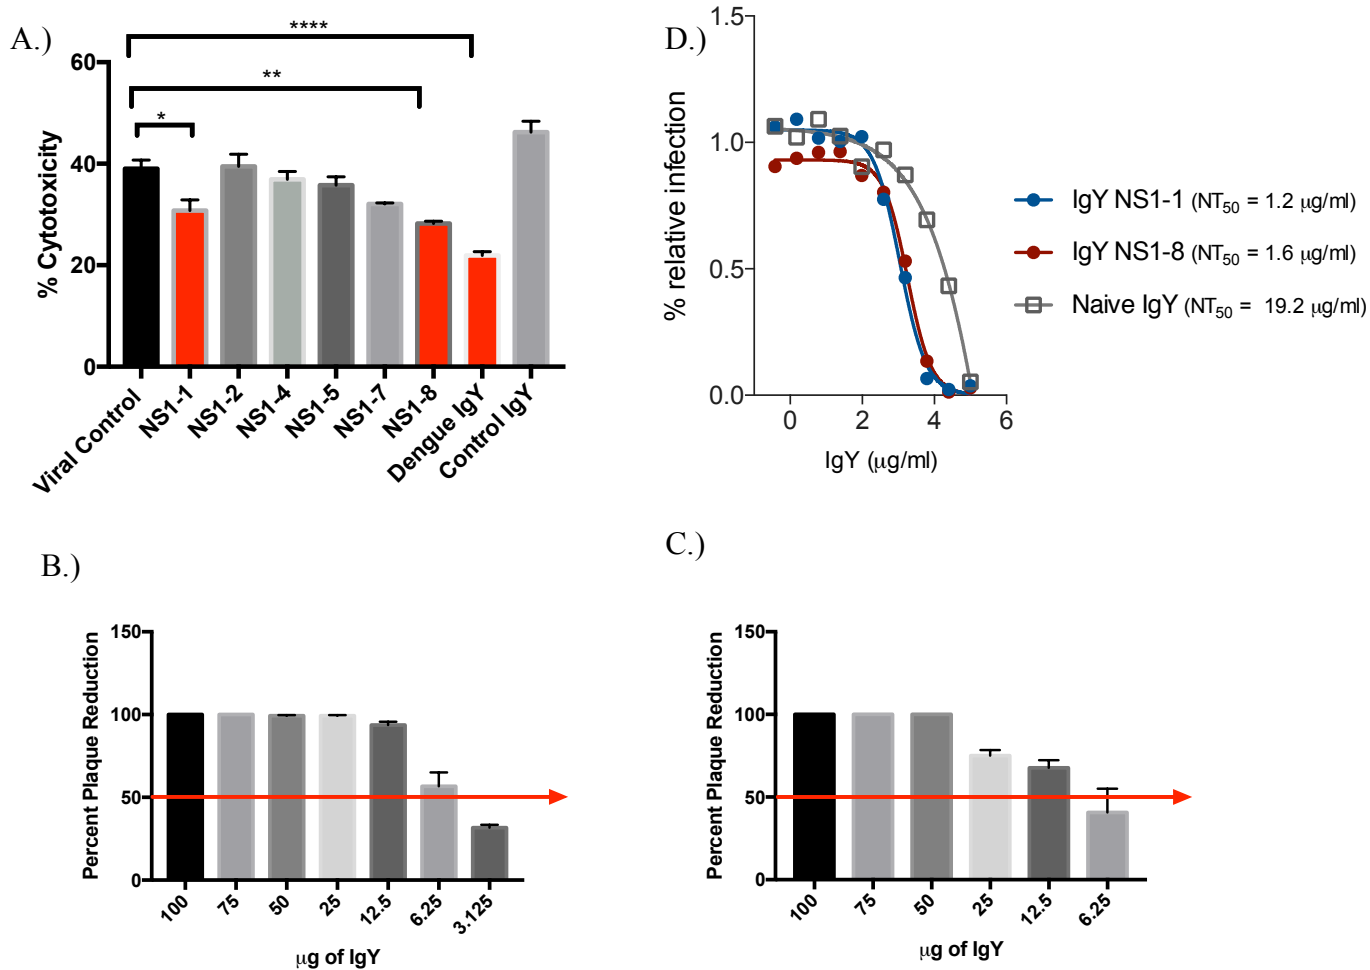 A.)
****
**
*
60
40
20
0
% Cytotoxicity
Viral Control
NS1-1
NS1-2
NS1-4
NS1-5
NS1-7
NS1-8
Dengue IgY
Control IgY
D.)
1.5
1.0
0.5
0.0
% relative infection
0 2 4 6
IgY (μg/ml)
IgY NS1-1 (NT50 = 1.2 μg/ml)
IgY NS1-8 (NT50 = 1.6 μg/ml)
Naive IgY (NT50 = 19.2 μg/ml)
B.)
150
100
50
0
Percent Plaque Reduction
100 75 50 25 12.5 6.25 3.125
μg of IgY
C.)
150
100
50
0
Percent Plaque Reduction
100 75 50 25 12.5 6.25
μg of IgY